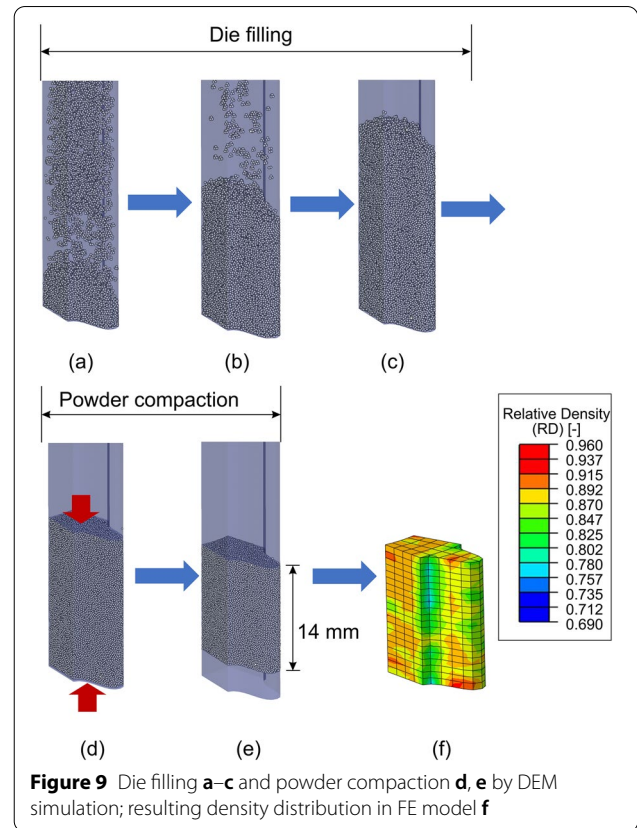 Die filling
(a)
(b)
(c)
Powder compaction
14 mm
(d)
(e)
(f)
Relative Density
(RD) [-]
0.960
0.937
0.915
0.892
0.870
0.847
0.825
0.802
0.780
0.757
0.735
0.712
0.690
Figure 9 Die filling a–c and powder compaction d, e by DEM
simulation; resulting density distribution in FE model f